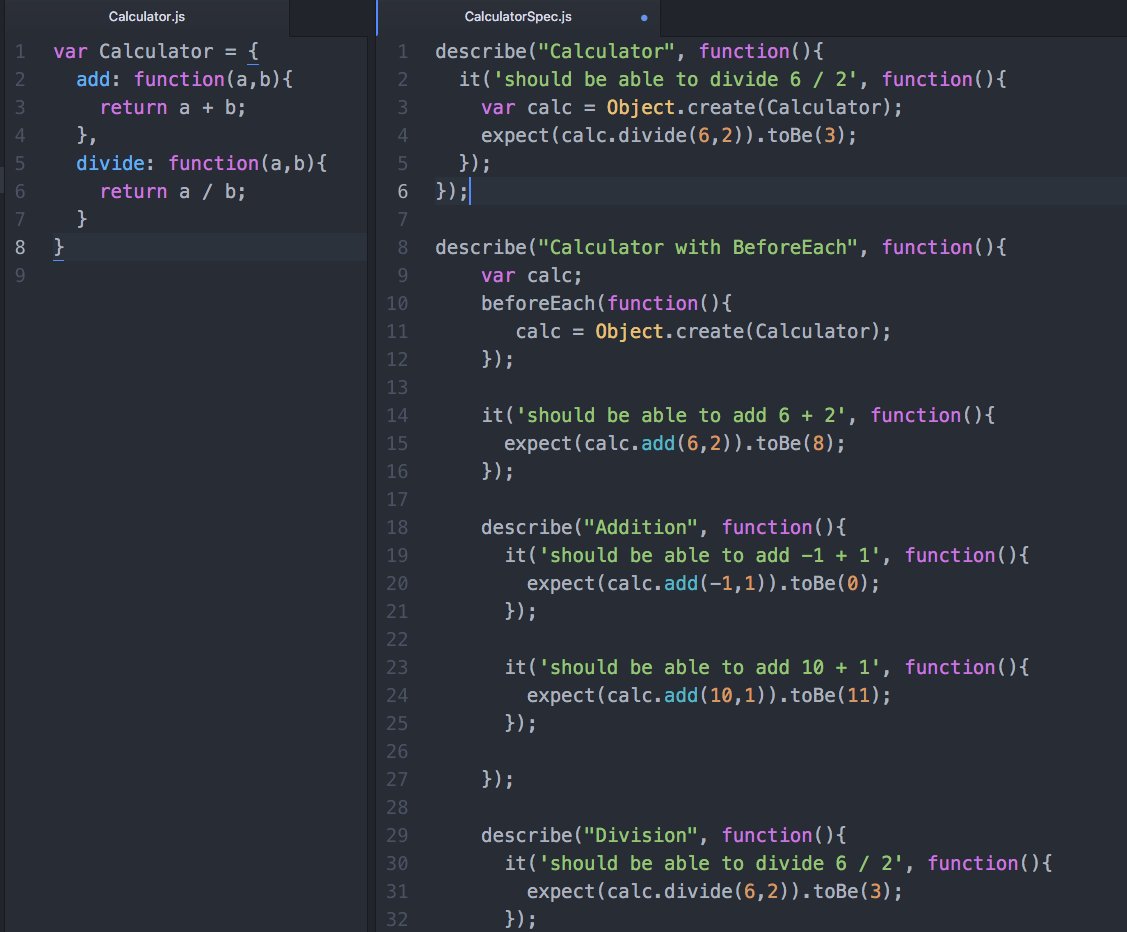 Calculator.js
1 var Calculator = {
2   add: function(a,b){
3     return a + b;
4   },
5   divide: function(a,b){
6     return a / b;
7   }
8 }
9
CalculatorSpec.js
1 describe("Calculator", function(){
2   it('should be able to divide 6 / 2', function(){
3     var calc = Object.create(Calculator);
4     expect(calc.divide(6,2)).toBe(3);
5   });
6 });
7
8 describe("Calculator with BeforeEach", function(){
9     var calc;
10     beforeEach(function(){
11        calc = Object.create(Calculator);
12     });
13
14     it('should be able to add 6 + 2', function(){
15       expect(calc.add(6,2)).toBe(8);
16     });
17
18     describe("Addition", function(){
19       it('should be able to add -1 + 1', function(){
20         expect(calc.add(-1,1)).toBe(0);
21       });
22
23       it('should be able to add 10 + 1', function(){
24         expect(calc.add(10,1)).toBe(11);
25       });
26
27     });
28
29     describe("Division", function(){
30       it('should be able to divide 6 / 2', function(){
31         expect(calc.divide(6,2)).toBe(3);
32       });